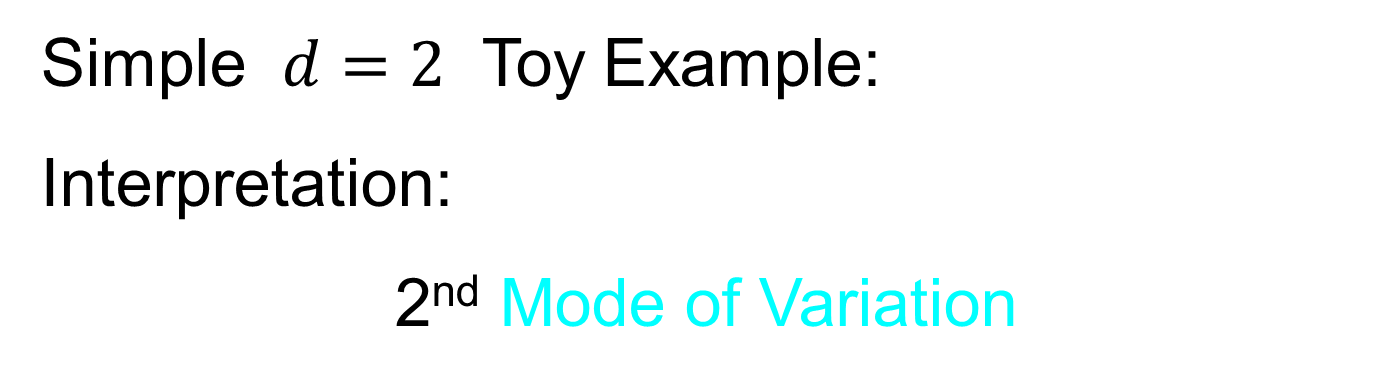 Simple d = 2 Toy Example:
Interpretation:
2nd Mode of Variation